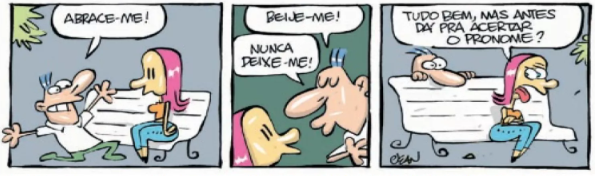 ABRACE-ME!
BEIJE-ME!
NUNCA
DEIXE-ME!
TUDO BEM, MAS ANTES
DÁ PRA ACERTAR
O PRONOME?
CLEAN